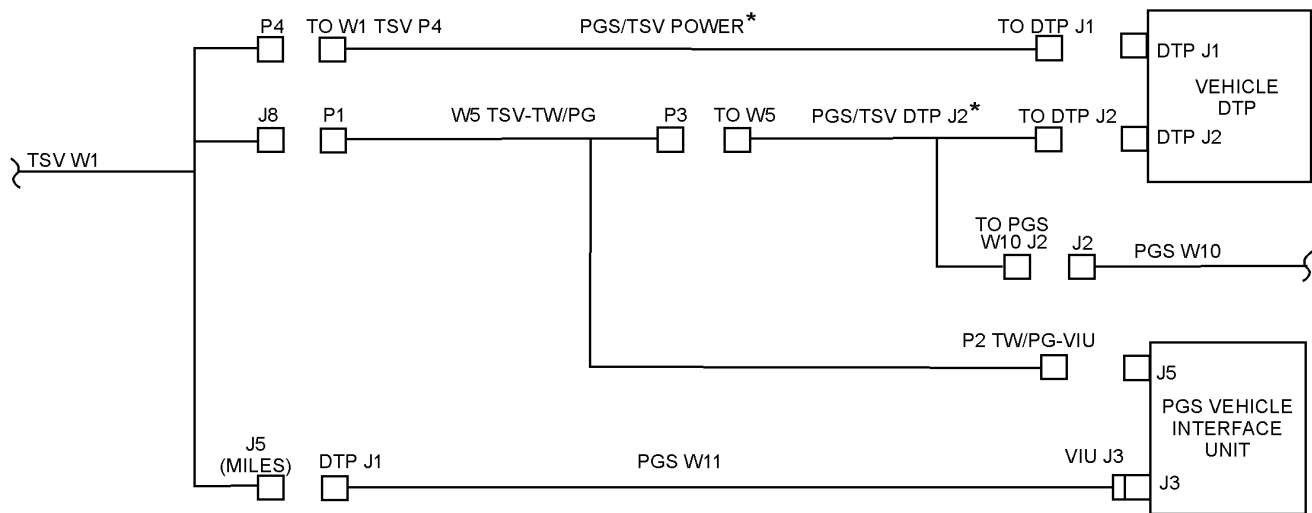 P4
TO W1 TSV P4
PGS/TSV POWER*
TO DTP J1
DTP J1
VEHICLE
DTP
J8
P1
W5 TSV-TW/PG
P3
TO W5
PGS/TSV DTP J2*
TO DTP J2
DTP J2
TSV W1
TO PGS
W10 J2
J2
PGS W10
P2 TW/PG-VIU
J5
PGS VEHICLE
INTERFACE
UNIT
J5
(MILES)
DTP J1
PGS W11
VIU J3
J3